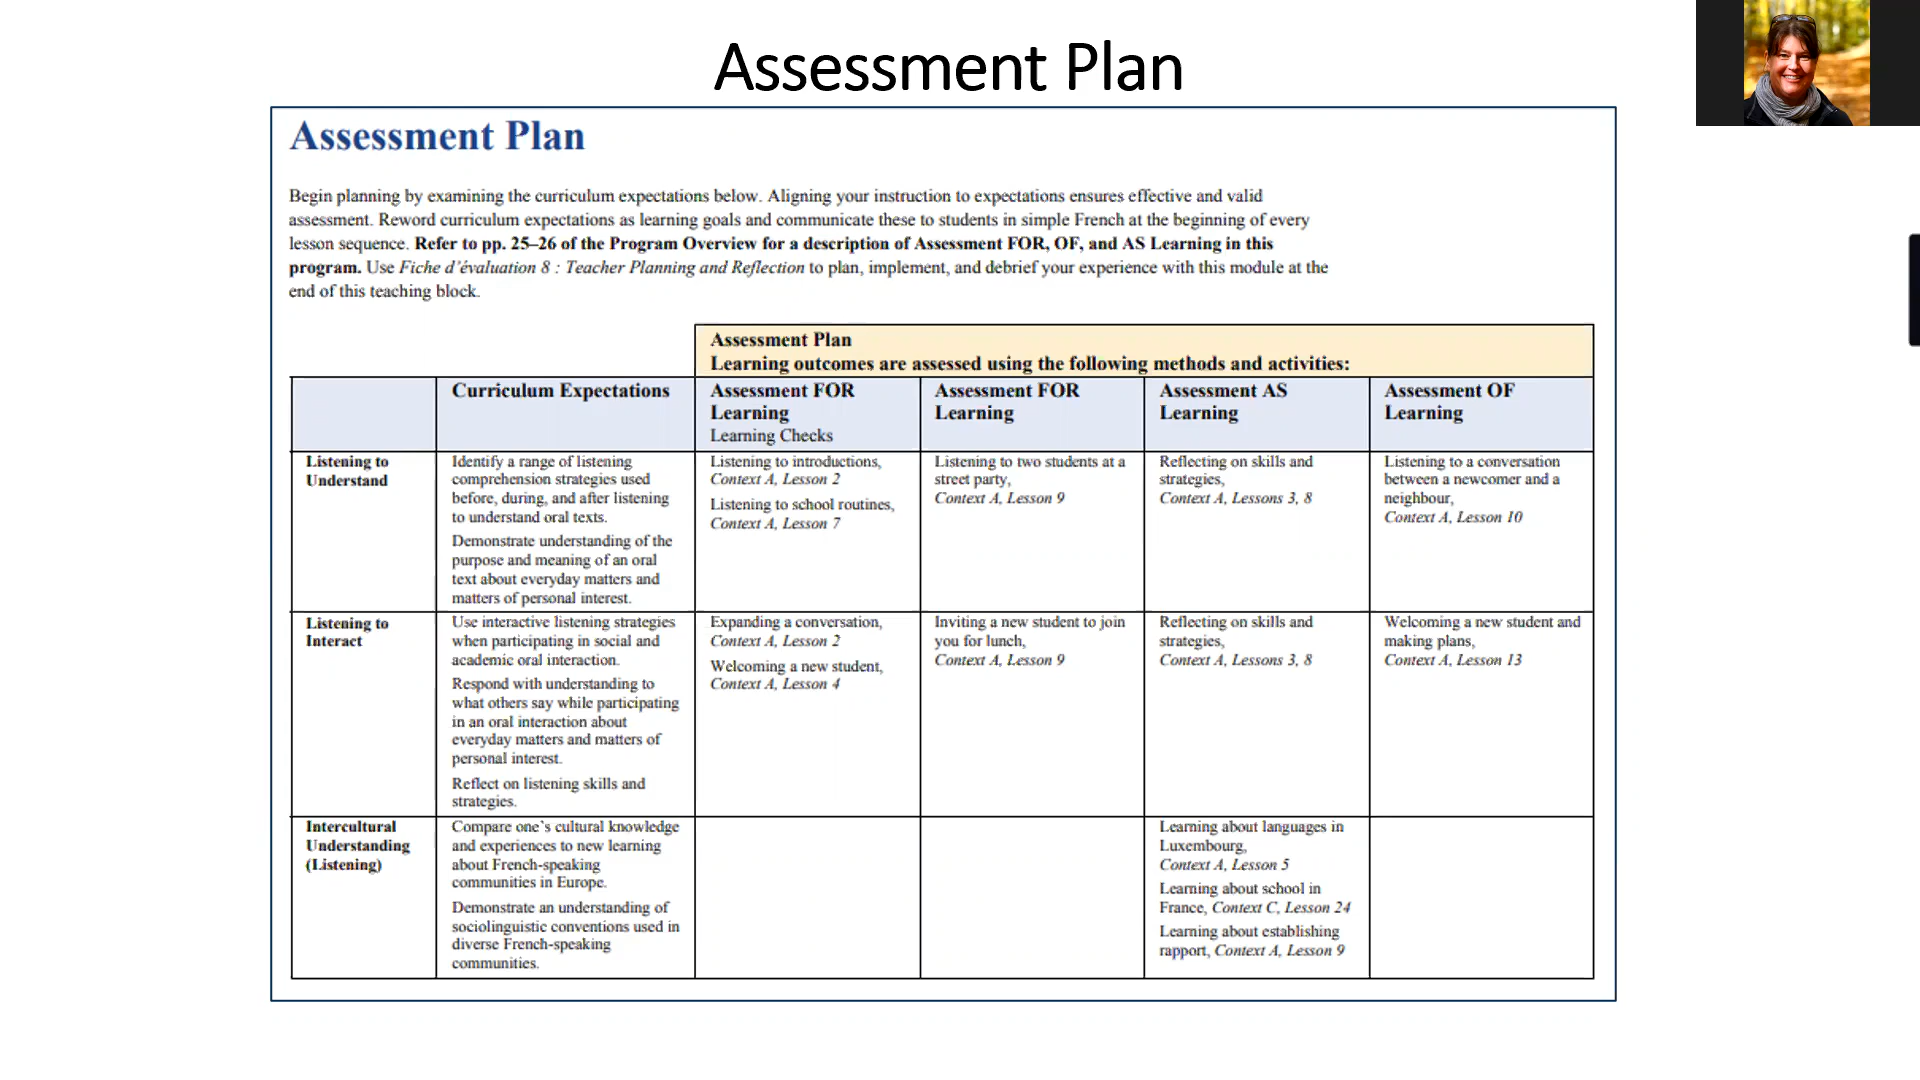 Assessment Plan
Assessment Plan
Begin planning by examining the curriculum expectations below. Aligning your instruction to expectations ensures effective and valid
assessment. Reword curriculum expectations as learning goals and communicate these to students in simple French at the beginning of every
lesson sequence. Refer to pp. 25–26 of the Program Overview for a description of Assessment FOR, OF, and AS Learning in this
program. Use Fiche d'évaluation 8 : Teacher Planning and Reflection to plan, implement, and debrief your experience with this module at the
end of this teaching block.
Assessment Plan
Learning outcomes are assessed using the following methods and activities:
Curriculum Expectations
Assessment FOR
Learning
Learning Checks
Assessment FOR
Learning
Assessment AS
Learning
Assessment OF
Learning
Listening to
Understand
Identify a range of listening
comprehension strategies used
before, during, and after listening
to understand oral texts.
Demonstrate understanding of the
purpose and meaning of an oral
text about everyday matters and
matters of personal interest.
Listening to introductions,
Context A, Lesson 2
Listening to school routines,
Context A, Lesson 7
Listening to two students at a
street party,
Context A, Lesson 9
Reflecting on skills and
strategies,
Context A, Lessons 3, 8
Listening to a conversation
between a newcomer and a
neighbour,
Context A, Lesson 10
Listening to
Interact
Use interactive listening strategies
when participating in social and
academic oral interaction.
Respond with understanding to
what others say while participating
in an oral interaction about
everyday matters and matters of
personal interest.
Reflect on listening skills and
strategies.
Expanding a conversation,
Context A, Lesson 2
Welcoming a new student,
Context A, Lesson 4
Inviting a new student to join
you for lunch,
Context A, Lesson 9
Reflecting on skills and
strategies,
Context A, Lessons 3, 8
Welcoming a new student and
making plans,
Context A, Lesson 13
Intercultural
Understanding
(Listening)
Compare one's cultural knowledge
and experiences to new learning
about French-speaking
communities in Europe.
Demonstrate an understanding of
sociolinguistic conventions used in
diverse French-speaking
communities.
Learning about languages in
Luxembourg,
Context A, Lesson 5
Learning about school in
France, Context C, Lesson 24
Learning about establishing
rapport, Context A, Lesson 9